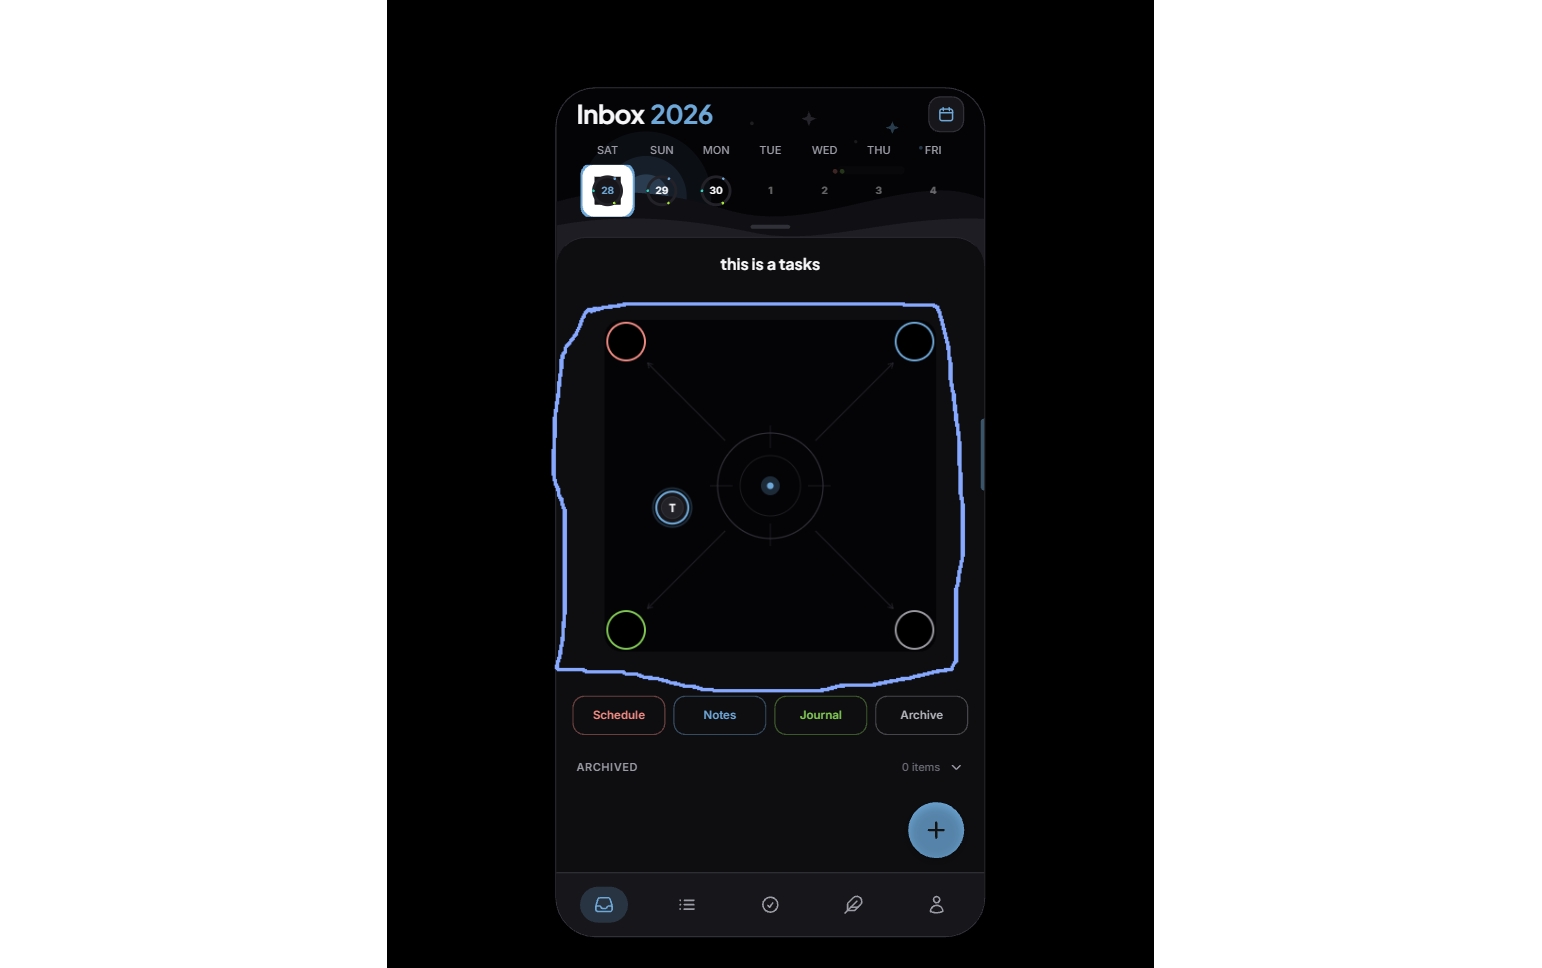 Inbox 2026
SAT SUN MON TUE WED THU FRI
28 29 30 1 2 3 4
this is a tasks
T
Schedule Notes Journal Archive
ARCHIVED 0 items